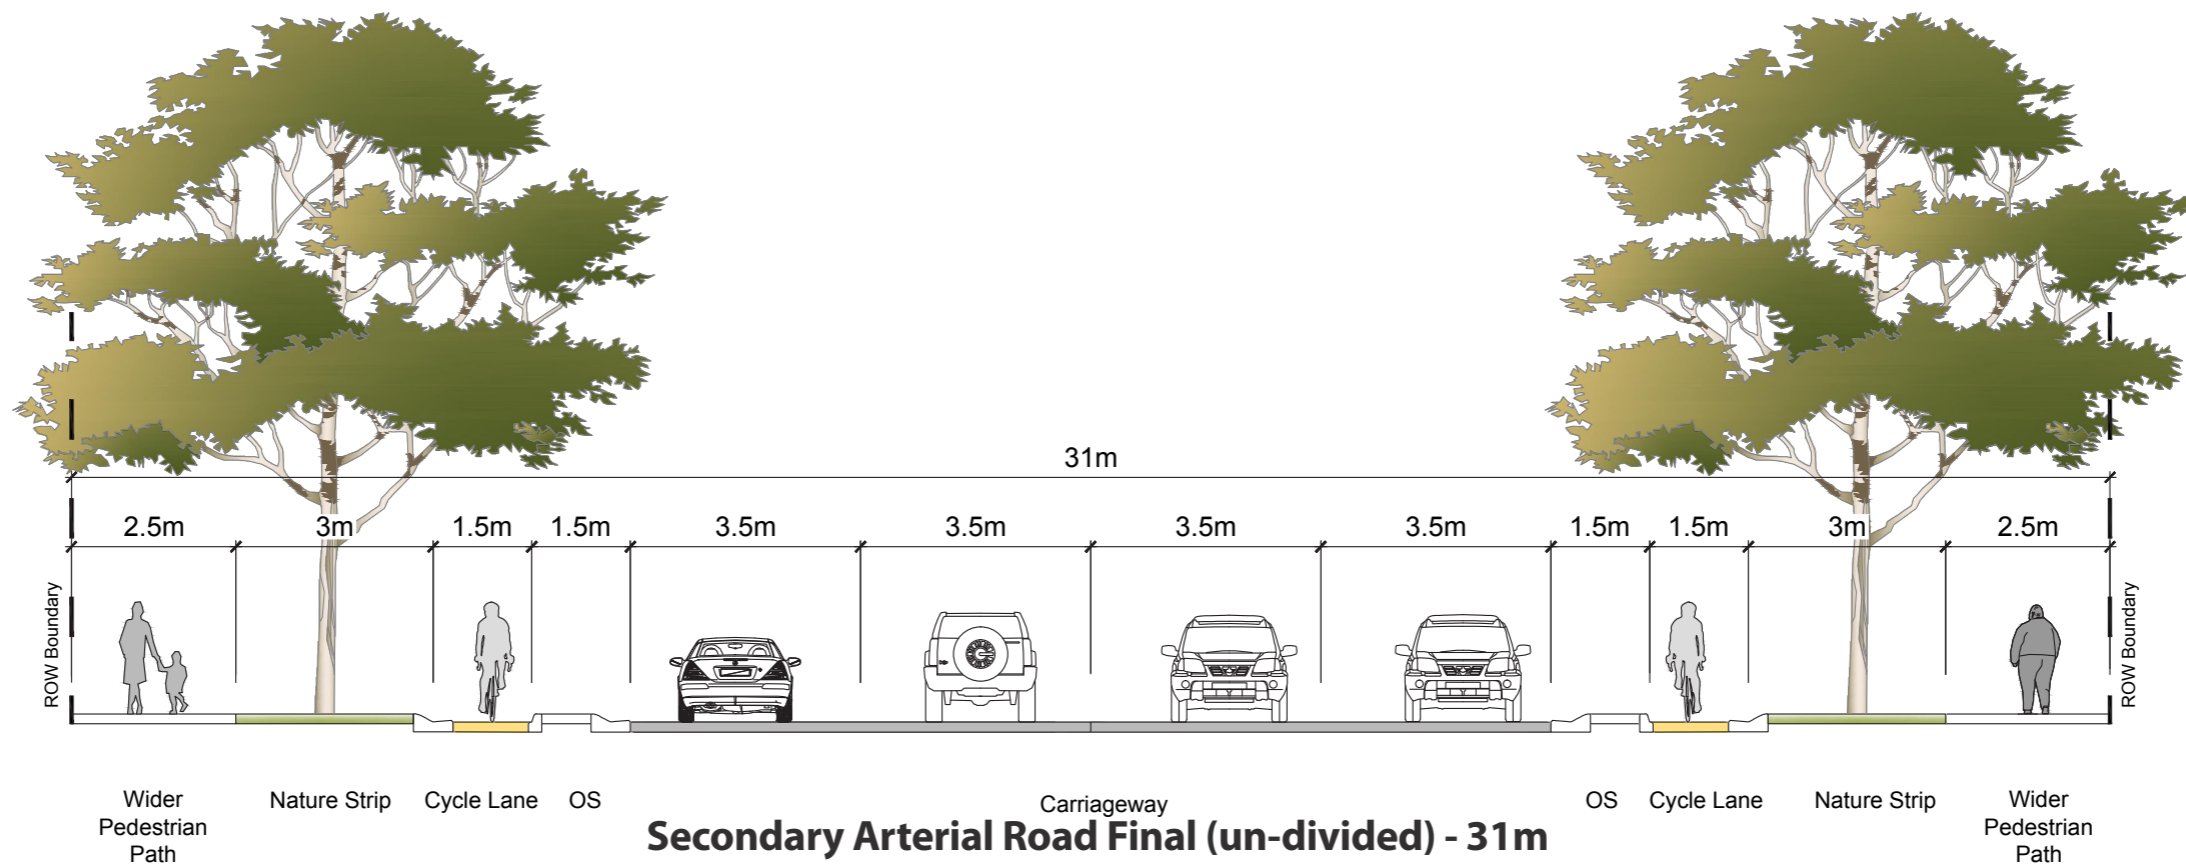 31m
2.5m 3m 1.5m 1.5m 3.5m 3.5m 3.5m 3.5m 1.5m 1.5m 3m 2.5m
ROW Boundary
ROW Boundary
Wider
Pedestrian
Path
Nature Strip
Cycle Lane
OS
Carriageway
OS
Cycle Lane
Nature Strip
Wider
Pedestrian
Path
Secondary Arterial Road Final (un-divided) - 31m